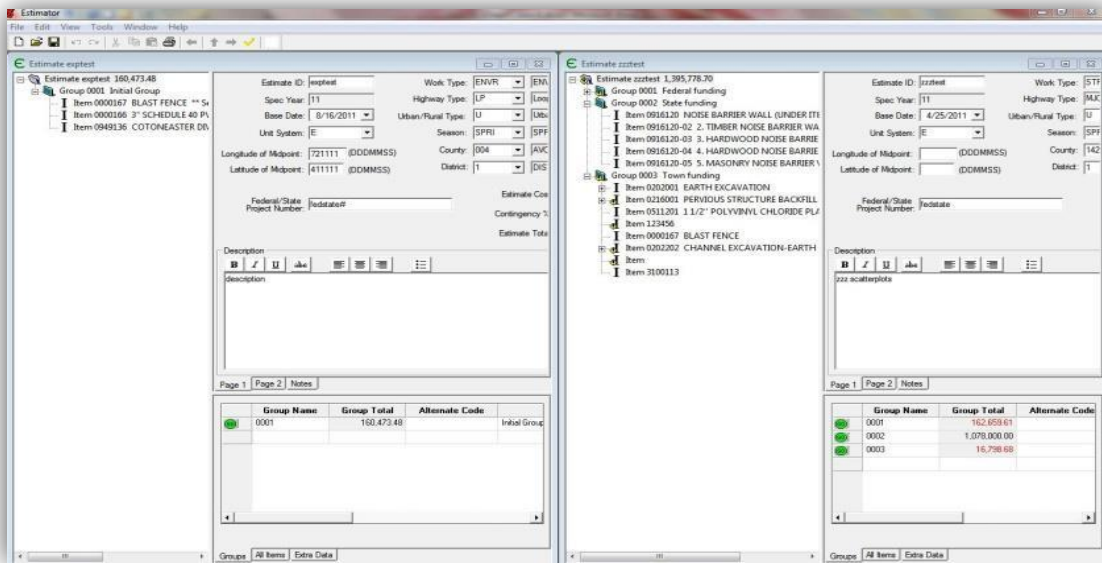 Estimator
File Edit View Tools Window Help
Estimate exptest
Estimate exptest 160,473.48
Group 0001 Initial Group
Item 0000167 BLAST FENCE ** Se
Item 0000166 3" SCHEDULE 40 PV
Item 0949136 COTONEASTER DIV
Estimate ID: exptest Work Type: ENVR
Spec Year: 11 Highway Type: LP
Base Date: 8/16/2011 Urban/Rural Type: U
Unit System: E Season: SPRI
Longitude of Midpoint: 721111 (DDDMMSS) County: 004
Latitude of Midpoint: 411111 (DDMMSS) District: 1
Estimate Cos
Federal/State
Project Number: fedstate#
Contingency %
Estimate Tota
Description
B I U abc
description
Page 1 Page 2 Notes
Group Name Group Total Alternate Code
0001 160,473.48 Initial Group
Groups All Items Extra Data
Estimate zzztest
Estimate zzztest 1,395,778.70
Group 0001 Federal funding
Group 0002 State funding
Item 0916120 NOISE BARRIER WALL (UNDER ITE
Item 0916120-02 2. TIMBER NOISE BARRIER WA
Item 0916120-03 3. HARDWOOD NOISE BARRIE
Item 0916120-04 4. HARDWOOD NOISE BARRIE
Item 0916120-05 5. MASONRY NOISE BARRIER
Group 0003 Town funding
Item 0202001 EARTH EXCAVATION
Item 0216001 PERVIOUS STRUCTURE BACKFILL
Item 0511201 1 1/2" POLYVINYL CHLORIDE PLA
Item 123456
Item 0000167 BLAST FENCE
Item 0202202 CHANNEL EXCAVATION-EARTH
Item
Item 3100113
Estimate ID: zzztest Work Type: STR
Spec Year: 11 Highway Type: MJC
Base Date: 4/25/2011 Urban/Rural Type: U
Unit System: E Season: SPR
Longitude of Midpoint: (DDDMMSS) County: 142
Latitude of Midpoint: (DDMMSS) District: 1
Federal/State
Project Number: fedstate
Description
B I U abc
zzz scatterplots
Page 1 Page 2 Notes
Group Name Group Total Alternate Code
0001 162,659.61
0002 1,078,000.00
0003 16,798.68
Groups All Items Extra Data